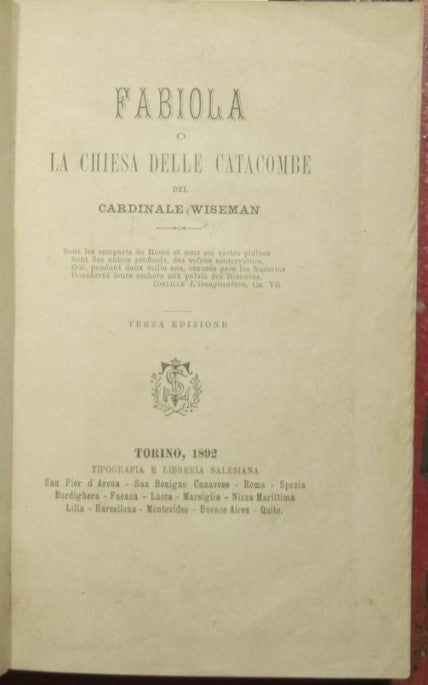 FABIOLA
O
LA CHIESA DELLE CATACOMBE
DEL
CARDINALE WISEMAN
Sous les remparts de Rome et sous ses vastes plaines
Sont des antres profonds, des voûtes souterraines,
Qui, pendant deux mille ans, creusés pars les humains
Donnèrent leurs rochers aux palais des Romains.
(DELILLE L'imagination, CH. VI)
TERZA EDIZIONE
TORINO, 1892
TIPOGRAFIA E LIBRERIA SALESIANA
San Pier d'Arena - San Benigno Canavese - Roma - Spezia
Bordighera - Faenza - Lucca - Marsiglia - Nizza Marittima
Lilla - Barcellona - Montevideo - Buenos Aires - Quito.